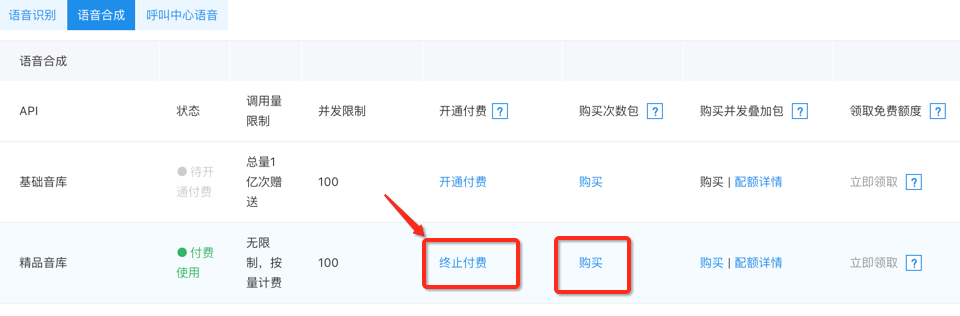 语音识别 语音合成 呼叫中心语音
语音合成
API 状态 调用量限制 并发限制 开通付费 ? 购买次数包 ? 购买并发叠加包 ? 领取免费额度 ?
基础音库 待开通付费 总量1亿次赠送 100 开通付费 购买 购买 | 配额详情 立即领取 ?
精品音库 付费使用 无限制，按量计费 100 终止付费 购买 购买 | 配额详情 立即领取 ?